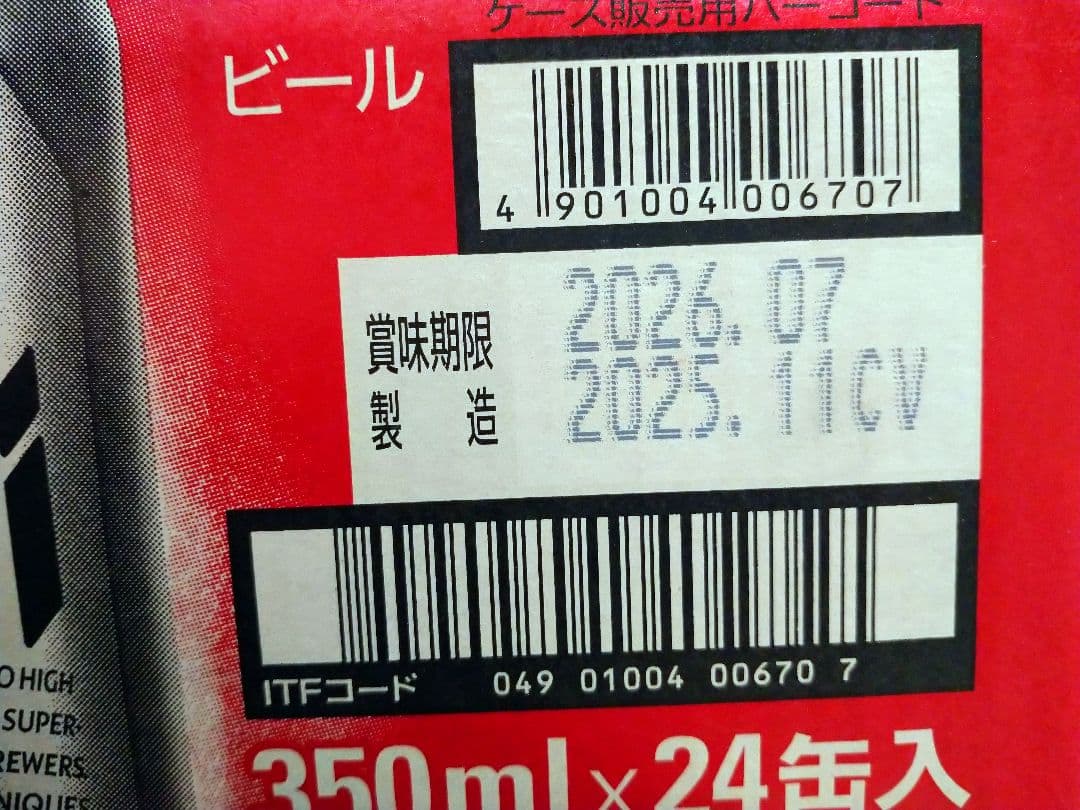 ケース販売用バーコード
ビール
4 901004 006707
賞味期限 2026.07
製造 2025.11CV
ITFコード 049 01004 00670 7
350ml×24缶入
O HIGH
SUPER-
REWERS
NIQUES